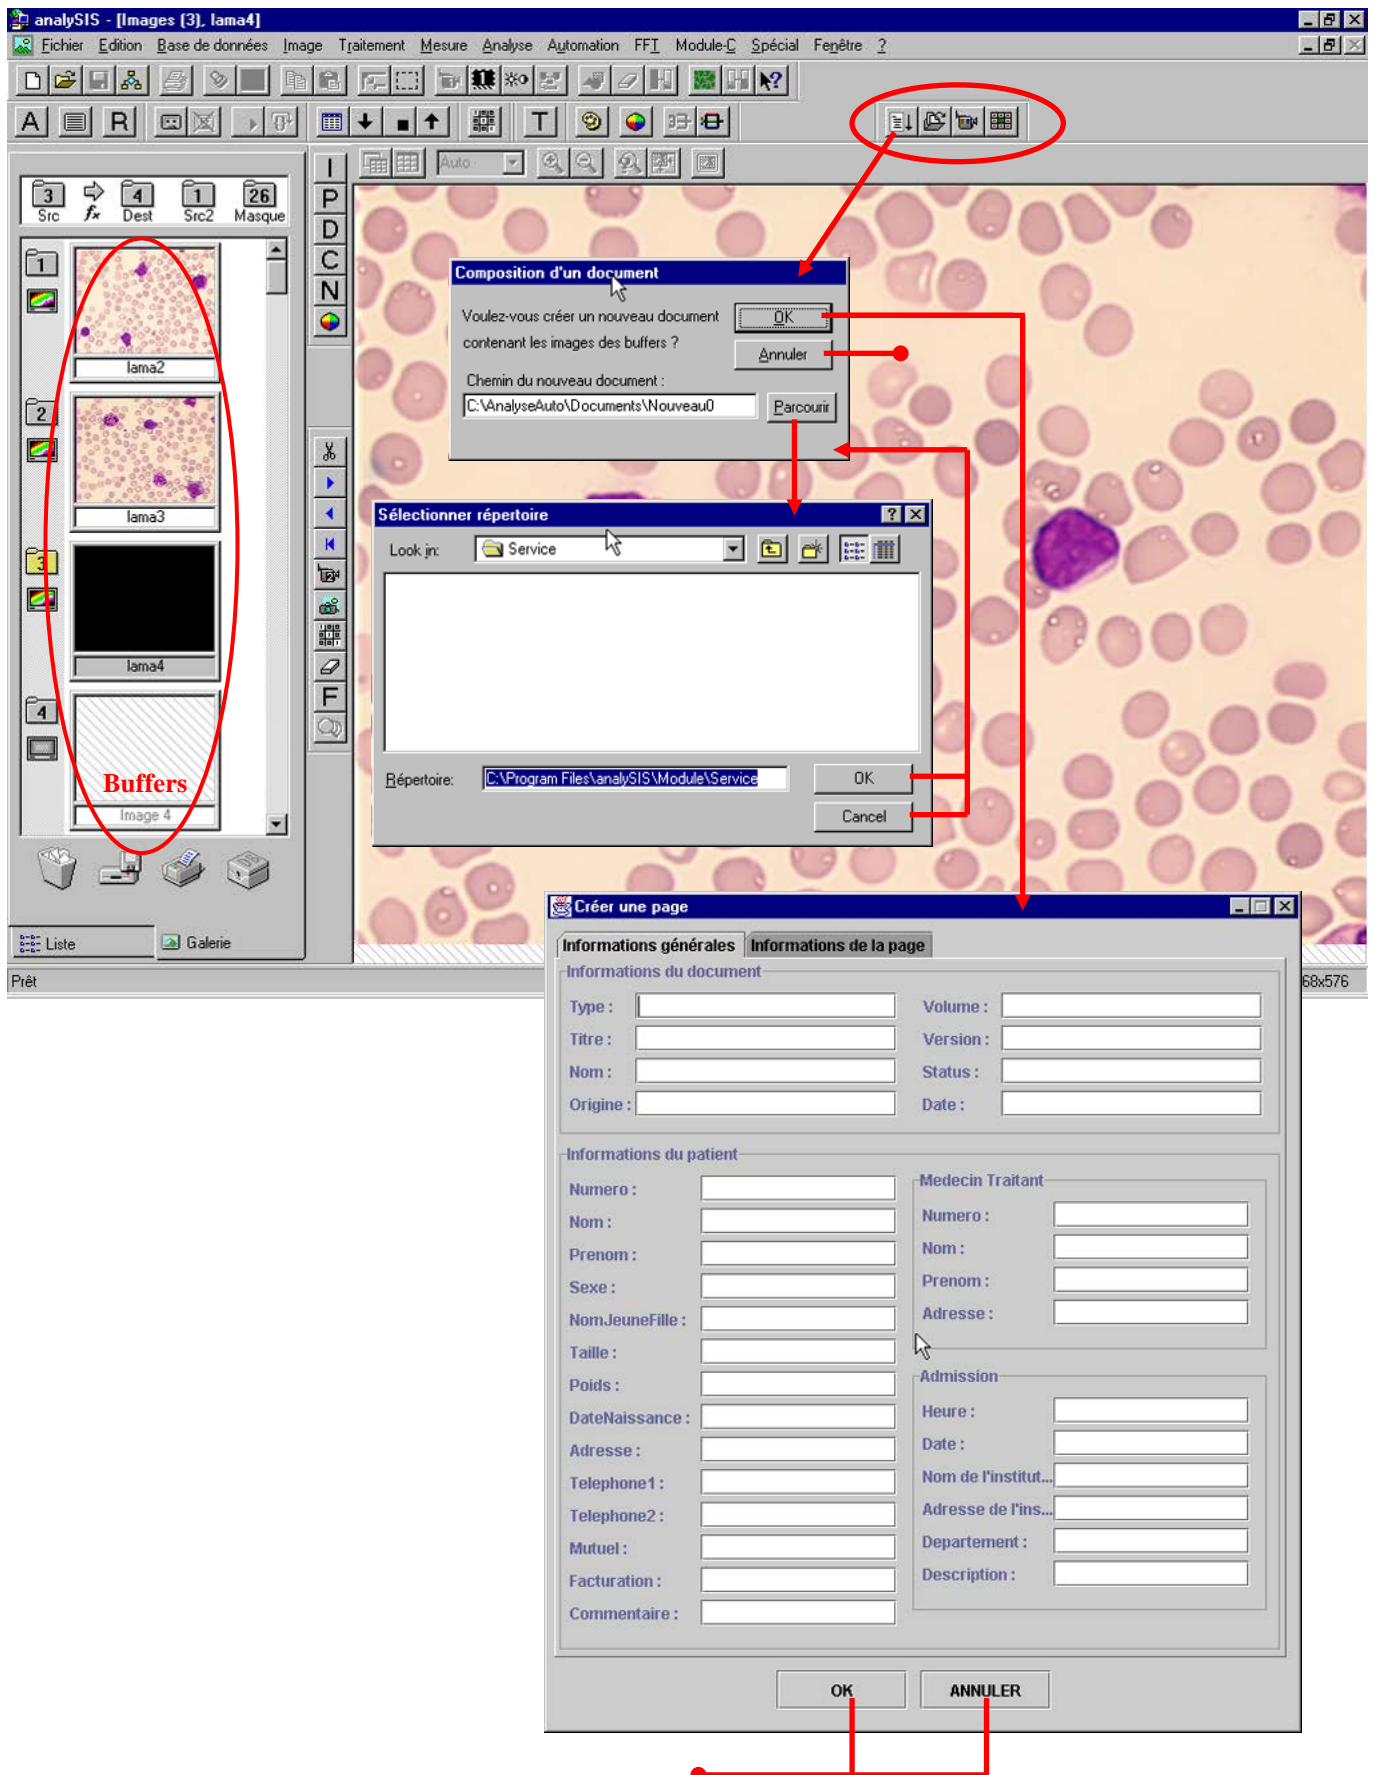 analySIS - [Images (3), lama4]
Fichier Edition Base de données Image Traitement Mesure Analyse Automation FFT Module-C Spécial Fenêtre ?
A R T
Auto
3 4 1 26
Src fx Dest Src2 Masque
I
P
D
C
N
F
1
lama2
2
lama3
3
lama4
4
Buffers
Image 4
Liste Galerie
Prêt
68x576
Composition d'un document
Voulez-vous créer un nouveau document
contenant les images des buffers ?
OK
Annuler
Chemin du nouveau document :
C:\AnalyseAuto\Documents\Nouveau0
Parcourir
Sélectionner répertoire
Look in: Service
Répertoire: C:\Program Files\analySIS\Module\Service
OK
Cancel
Créer une page
Informations générales Informations de la page
Informations du document
Type : Volume :
Titre : Version :
Nom : Status :
Origine : Date :
Informations du patient
Numero :
Nom :
Prenom :
Sexe :
NomJeuneFille :
Taille :
Poids :
DateNaissance :
Adresse :
Telephone1 :
Telephone2 :
Mutuel :
Facturation :
Commentaire :
Medecin Traitant
Numero :
Nom :
Prenom :
Adresse :
Admission
Heure :
Date :
Nom de l'institut...
Adresse de l'ins...
Departement :
Description :
OK ANNULER